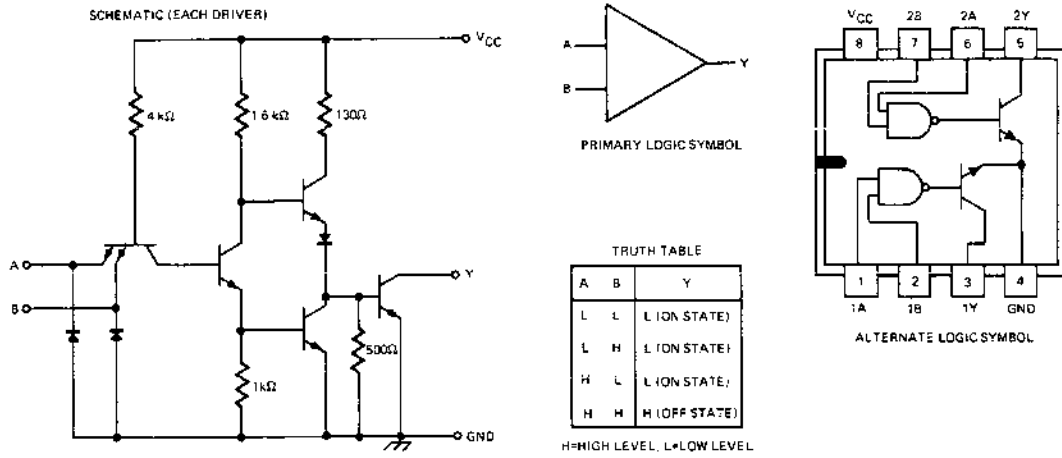 SCHEMATIC (EACH DRIVER)
VCC
4 kΩ
1.6 kΩ
130Ω
A
B
Y
500Ω
1kΩ
GND
A
B
Y
PRIMARY LOGIC SYMBOL
TRUTH TABLE
A B Y
L L L (ON STATE)
L H L (ON STATE)
H L L (ON STATE)
H H H (OFF STATE)
H=HIGH LEVEL, L=LOW LEVEL
VCC 2B 2A 2Y
8 7 6 5
1 2 3 4
1A 1B 1Y GND
ALTERNATE LOGIC SYMBOL